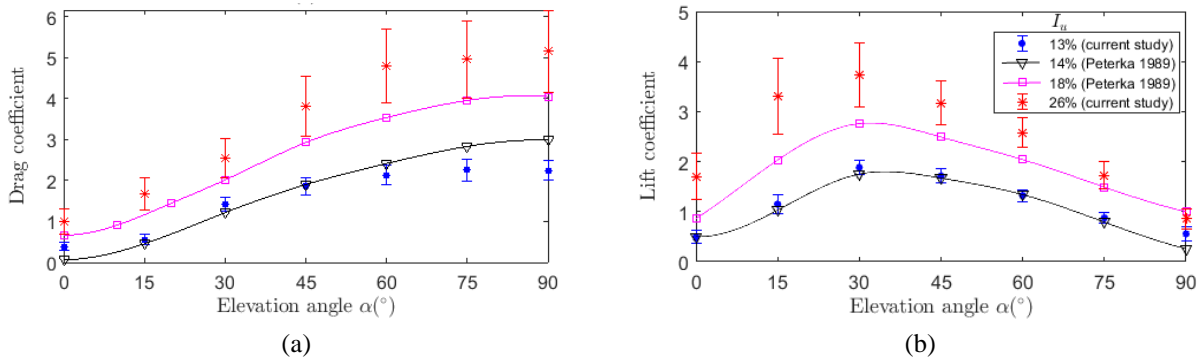 6
5
4
3
2
1
0
Drag coefficient
0 15 30 45 60 75 90
Elevation angle α(°)
(a)
5
4
3
2
1
0
Lift coefficient
I_u
13% (current study)
14% (Peterka 1989)
18% (Peterka 1989)
26% (current study)
0 15 30 45 60 75 90
Elevation angle α(°)
(b)